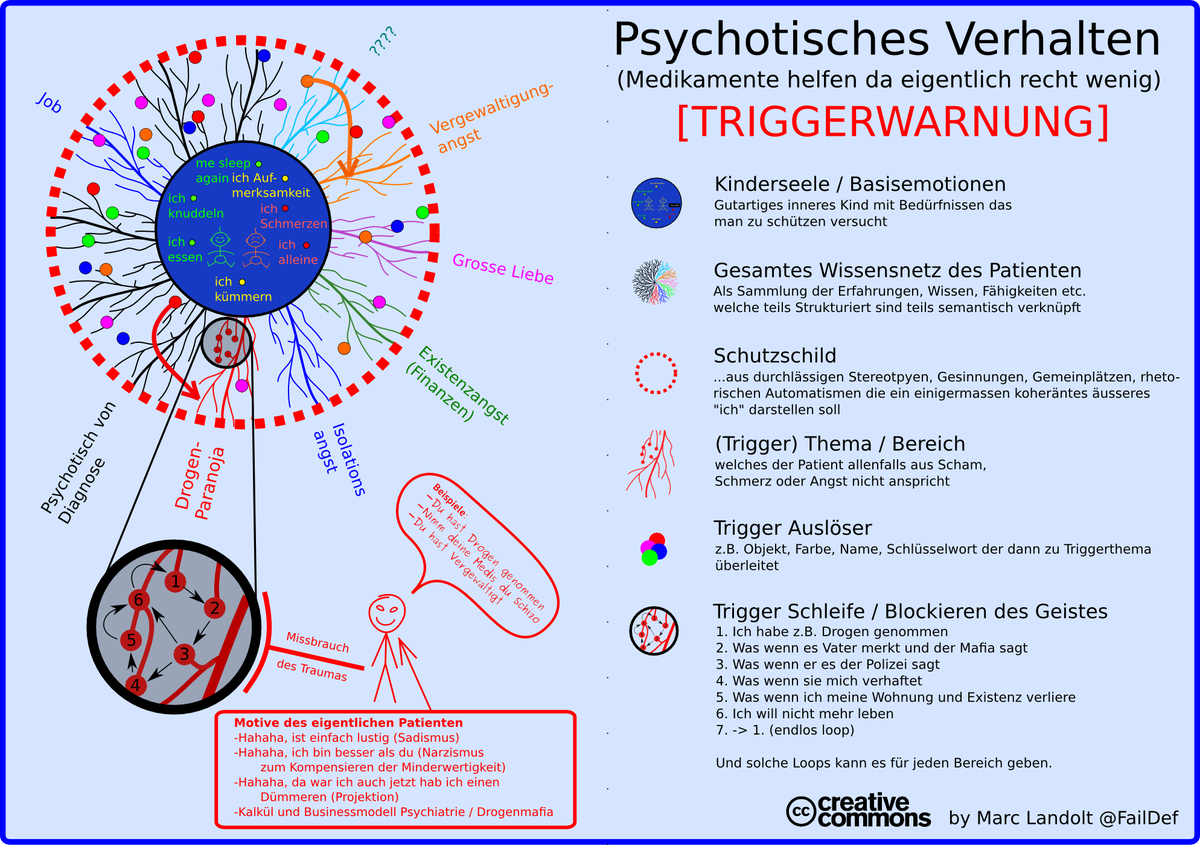 Psychotisches Verhalten
(Medikamente helfen da eigentlich recht wenig)
[TRIGGERWARNUNG]
????
Job
Vergewaltigung-
angst
me sleep
again
ich Auf-
merksamkeit
ich
knuddeln
ich
Schmerzen
ich
essen
ich
alleine
ich
kümmern
Grosse Liebe
Existenzangst
(Finanzen)
Isolations
angst
Drogen-
Paranoja
Psychotisch von
Diagnose
1
2
3
4
5
6
Missbrauch
des Traumas
Beispiele:
-Du hast Drogen genommen
-Nimm deine Medis du Schizo
-Du hast Vergewaltigt
Motive des eigentlichen Patienten
-Hahaha, ist einfach lustig (Sadismus)
-Hahaha, ich bin besser als du (Narzismus
zum Kompensieren der Minderwertigkeit)
-Hahaha, da war ich auch jetzt hab ich einen
Dümmeren (Projektion)
-Kalkül und Businessmodell Psychiatrie / Drogenmafia
Kinderseele / Basisemotionen
Gutartiges inneres Kind mit Bedürfnissen das
man zu schützen versucht
Gesamtes Wissensnetz des Patienten
Als Sammlung der Erfahrungen, Wissen, Fähigkeiten etc.
welche teils Strukturiert sind teils semantisch verknüpft
Schutzschild
...aus durchlässigen Stereotpyen, Gesinnungen, Gemeinplätzen, rheto-
rischen Automatismen die ein einigermassen koheräntes äusseres
"ich" darstellen soll
(Trigger) Thema / Bereich
welches der Patient allenfalls aus Scham,
Schmerz oder Angst nicht anspricht
Trigger Auslöser
z.B. Objekt, Farbe, Name, Schlüsselwort der dann zu Triggerthema
überleitet
Trigger Schleife / Blockieren des Geistes
1. Ich habe z.B. Drogen genommen
2. Was wenn es Vater merkt und der Mafia sagt
3. Was wenn er es der Polizei sagt
4. Was wenn sie mich verhaftet
5. Was wenn ich meine Wohnung und Existenz verliere
6. Ich will nicht mehr leben
7. -> 1. (endlos loop)
Und solche Loops kann es für jeden Bereich geben.
cc creative
commons
by Marc Landolt @FailDef